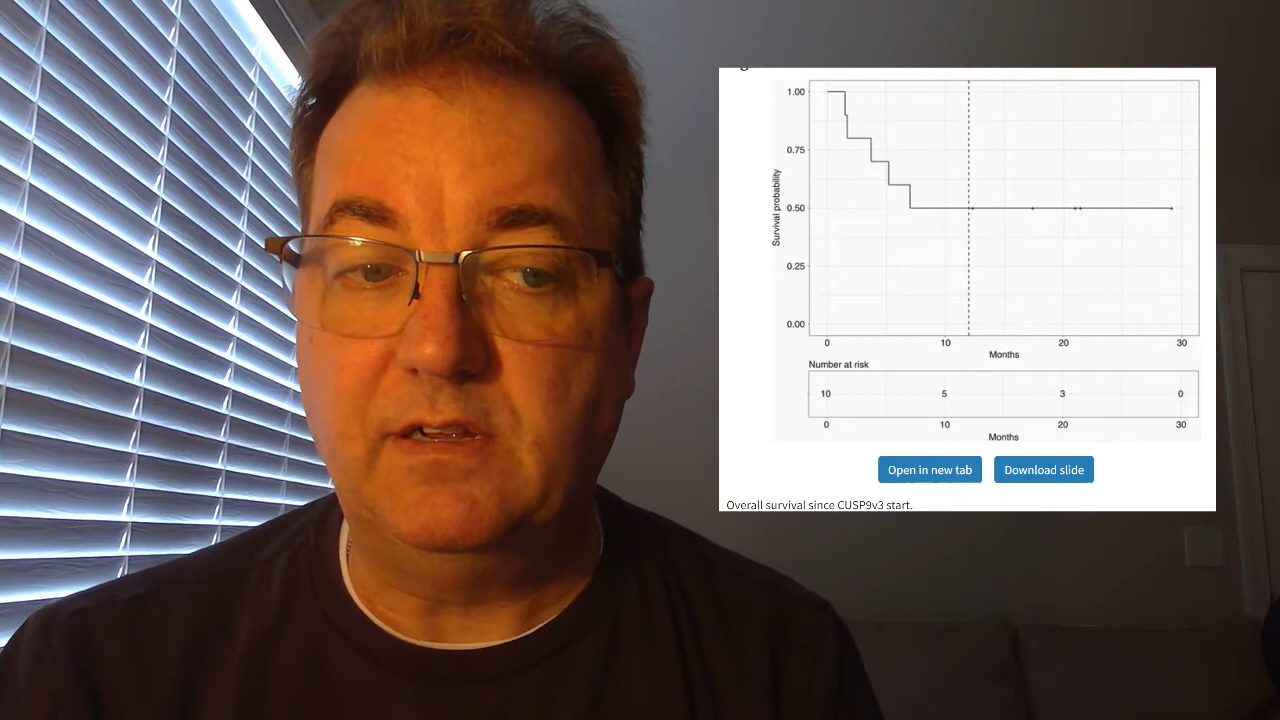 1.00
0.75
0.50
0.25
0.00
Survival probability
0 10 20 30
Months
Number at risk
10 5 3 0
0 10 20 30
Months
Open in new tab Download slide
Overall survival since CUSP9v3 start.